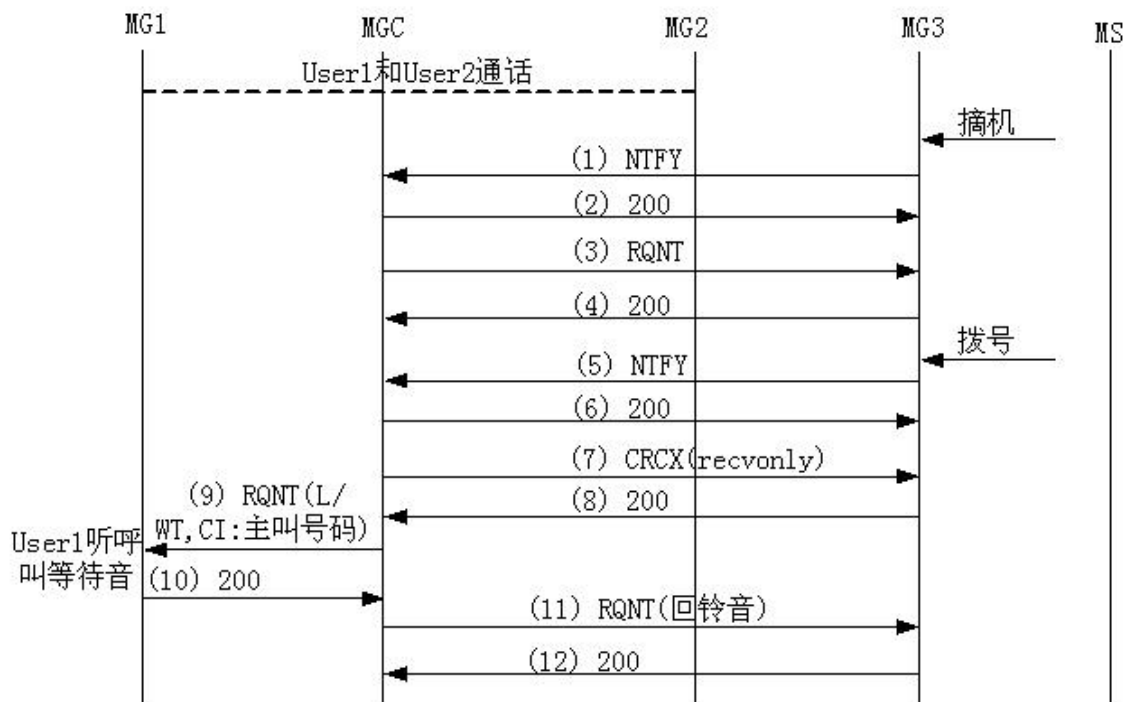 MG1
MGC
MG2
MG3
MS
User1和User2通话
摘机
(1) NTFY
(2) 200
(3) RQNT
(4) 200
拨号
(5) NTFY
(6) 200
(7) CRCX(recvonly)
(8) 200
(9) RQNT(L/
WT,CI:主叫号码)
User1听呼
叫等待音
(10) 200
(11) RQNT(回铃音)
(12) 200